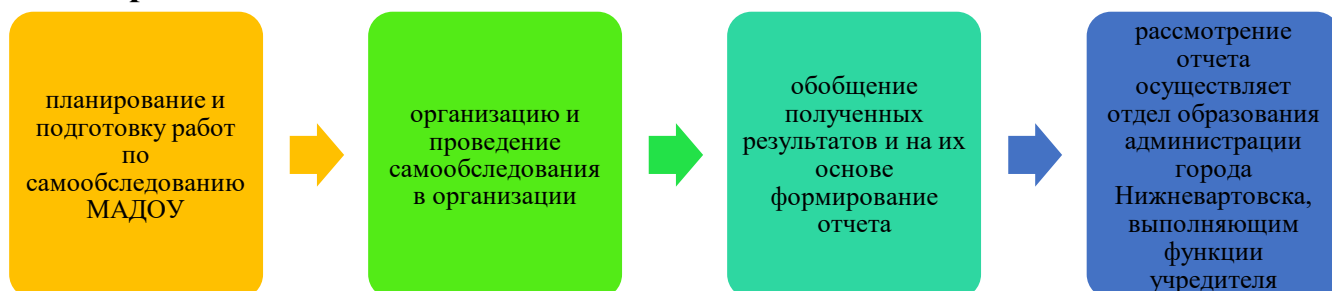 планирование и
подготовку работ
по
самообследованию
МАДОУ
организацию и
проведение
самообследования
в организации
обобщение
полученных
результатов и на их
основе
формирование
отчета
рассмотрение
отчета
осуществляет
отдел образования
администрации
города
Нижневартовска,
выполняющим
функции
учредителя